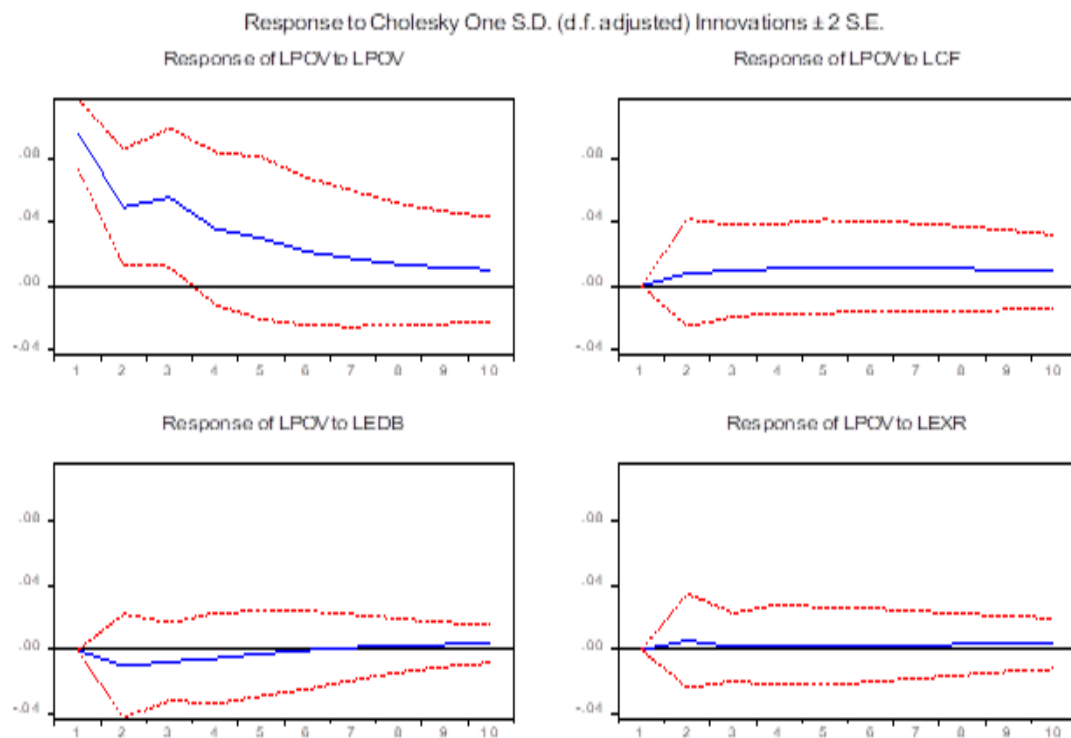 Response to Cholesky One S.D. (d.f. adjusted) Innovations ± 2 S.E.
Response of LPOV to LPOV
.08
.04
.00
-.04
1 2 3 4 5 6 7 8 9 10
Response of LPOV to LCF
.08
.04
.00
-.04
1 2 3 4 5 6 7 8 9 10
Response of LPOV to LEDB
.08
.04
.00
-.04
1 2 3 4 5 6 7 8 9 10
Response of LPOV to LEXR
.08
.04
.00
-.04
1 2 3 4 5 6 7 8 9 10